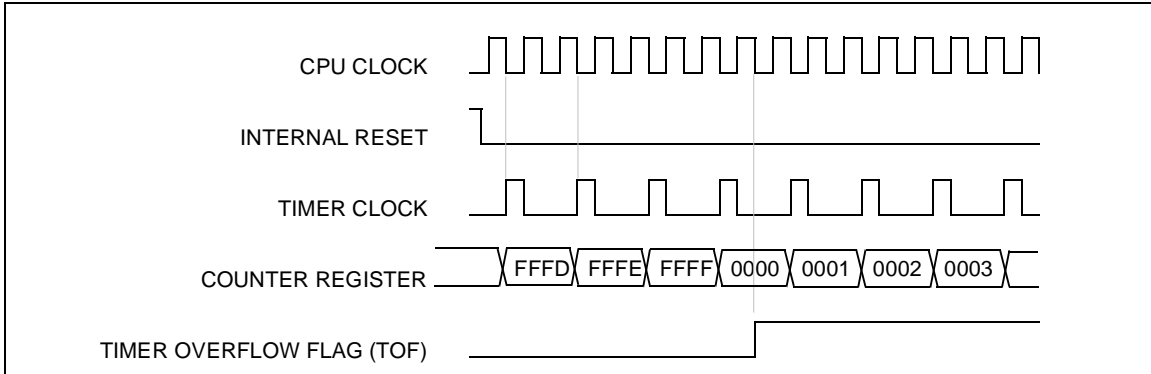 CPU CLOCK
INTERNAL RESET
TIMER CLOCK
COUNTER REGISTER FFFD FFFE FFFF 0000 0001 0002 0003
TIMER OVERFLOW FLAG (TOF)